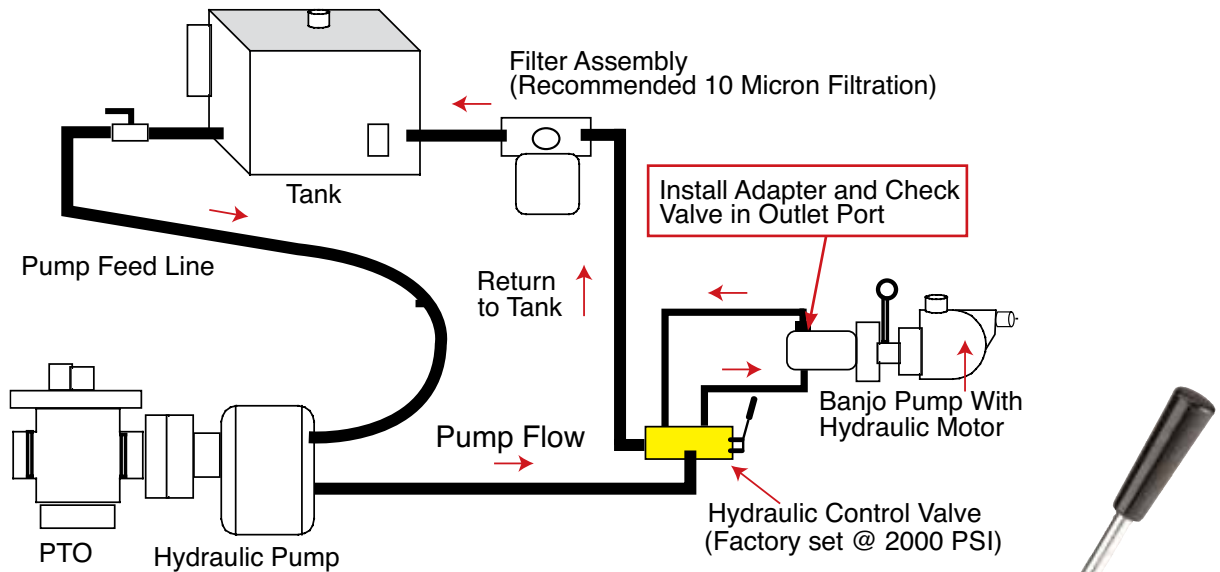 Filter Assembly
(Recommended 10 Micron Filtration)
Tank
Install Adapter and Check
Valve in Outlet Port
Pump Feed Line
Return
to Tank
Banjo Pump With
Hydraulic Motor
Pump Flow
Hydraulic Control Valve
(Factory set @ 2000 PSI)
PTO
Hydraulic Pump